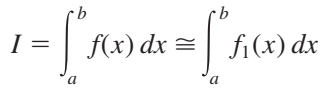 I = ∫_a^b f(x) dx ≅ ∫_a^b f₁(x) dx